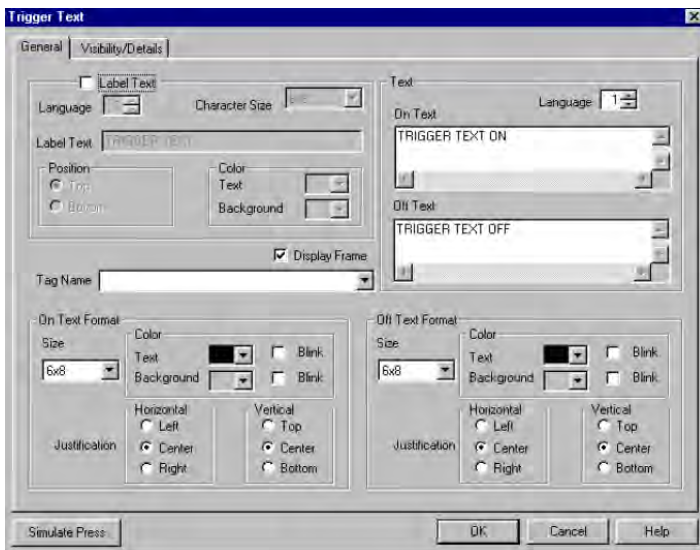 Trigger Text
General
Visibility/Details
Label Text
Language
Character Size
Label Text TRIGGER TEXT
Position
Top
Bottom
Color
Text
Background
Display Frame
Tag Name
Text
Language 1
On Text
TRIGGER TEXT ON
Off Text
TRIGGER TEXT OFF
On Text Format
Size
6x8
Color
Text
Blink
Background
Blink
Justification
Horizontal
Left
Center
Right
Vertical
Top
Center
Bottom
Off Text Format
Size
6x8
Color
Text
Blink
Background
Blink
Justification
Horizontal
Left
Center
Right
Vertical
Top
Center
Bottom
Simulate Press
OK
Cancel
Help